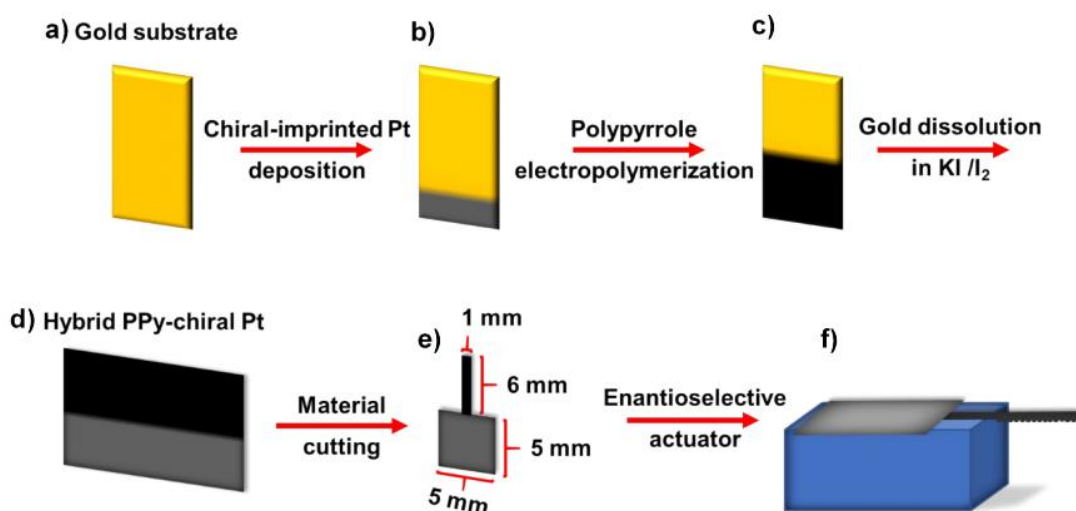 a) Gold substrate
b)
c)
Chiral-imprinted Pt
deposition
Polypyrrole
electropolymerization
Gold dissolution
in KI /I₂
d) Hybrid PPy-chiral Pt
Material
cutting
e)
1 mm
6 mm
5 mm
5 mm
Enantioselective
actuator
f)